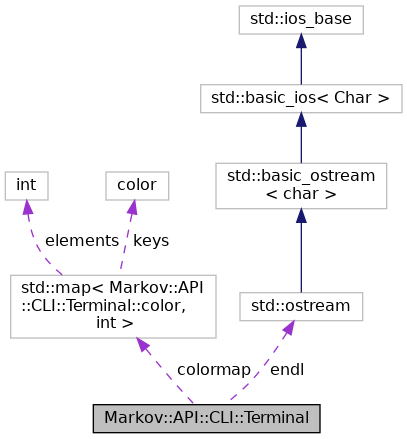 std::ios_base
std::basic_ios< Char >
std::basic_ostream
< char >
int
color
elements
keys
std::map< Markov::API
::CLI::Terminal::color,
int >
std::ostream
colormap
endl
Markov::API::CLI::Terminal